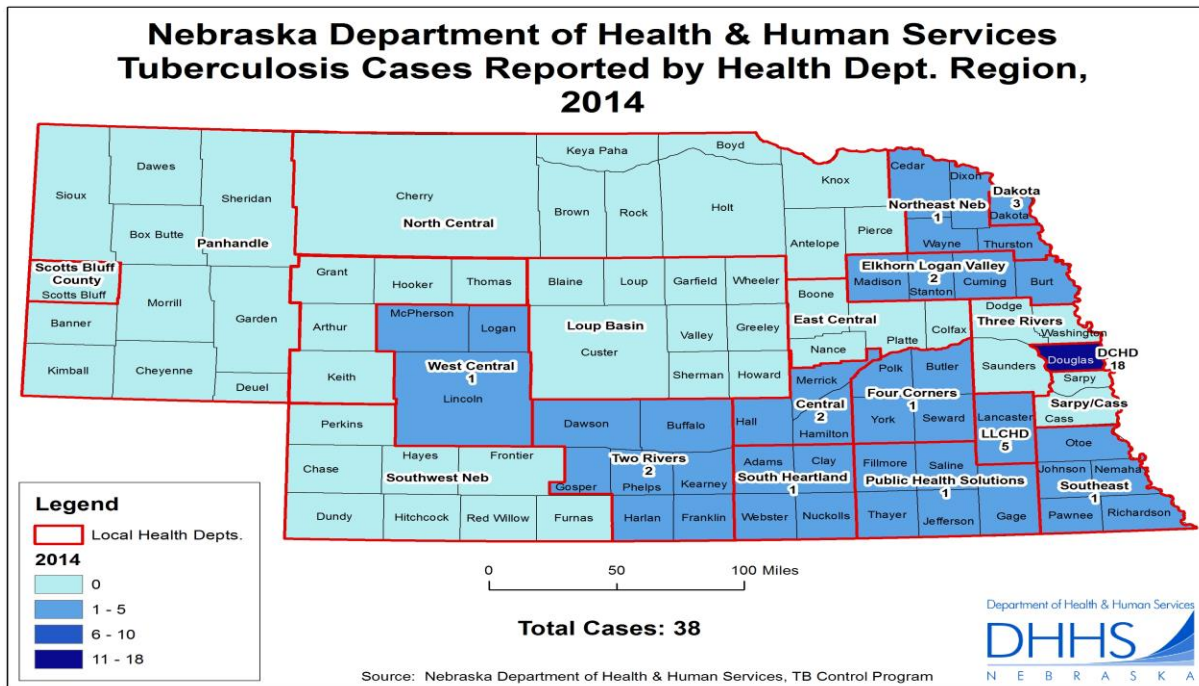 Nebraska Department of Health & Human Services
Tuberculosis Cases Reported by Health Dept. Region,
2014
Sioux
Dawes
Sheridan
Box Butte
Panhandle
Scotts Bluff
County
Scotts Bluff
Morrill
Garden
Banner
Kimball
Cheyenne
Deuel
Cherry
Keya Paha
Boyd
Brown
Rock
Holt
North Central
Knox
Antelope
Pierce
Cedar
Dixon
Northeast Neb
1
Wayne
Thurston
Dakota
3
Dakota
Grant
Hooker
Thomas
Arthur
Keith
McPherson
Logan
West Central
1
Lincoln
Blaine
Loup
Garfield
Wheeler
Loup Basin
Custer
Valley
Greeley
Sherman
Howard
Elkhorn Logan Valley
2
Madison
Stanton
Cuming
Burt
Boone
East Central
Nance
Platte
Colfax
Dodge
Three Rivers
Washington
Saunders
Douglas
DCHD
18
Sarpy
Sarpy/Cass
Cass
Merrick
Central
2
Hall
Hamilton
Polk
Butler
Four Corners
1
York
Seward
Lancaster
LLCHD
5
Perkins
Chase
Hayes
Frontier
Southwest Neb
Dundy
Hitchcock
Red Willow
Furnas
Dawson
Buffalo
Two Rivers
2
Gosper
Phelps
Kearney
Harlan
Franklin
Adams
Clay
South Heartland
1
Webster
Nuckolls
Fillmore
Saline
Public Health Solutions
1
Thayer
Jefferson
Gage
Otoe
Johnson
Nemaha
Southeast
1
Pawnee
Richardson
Legend
Local Health Depts.
2014
0
1 - 5
6 - 10
11 - 18
0 50 100 Miles
Total Cases: 38
Source: Nebraska Department of Health & Human Services, TB Control Program
Department of Health & Human Services
DHHS
NEBRASKA